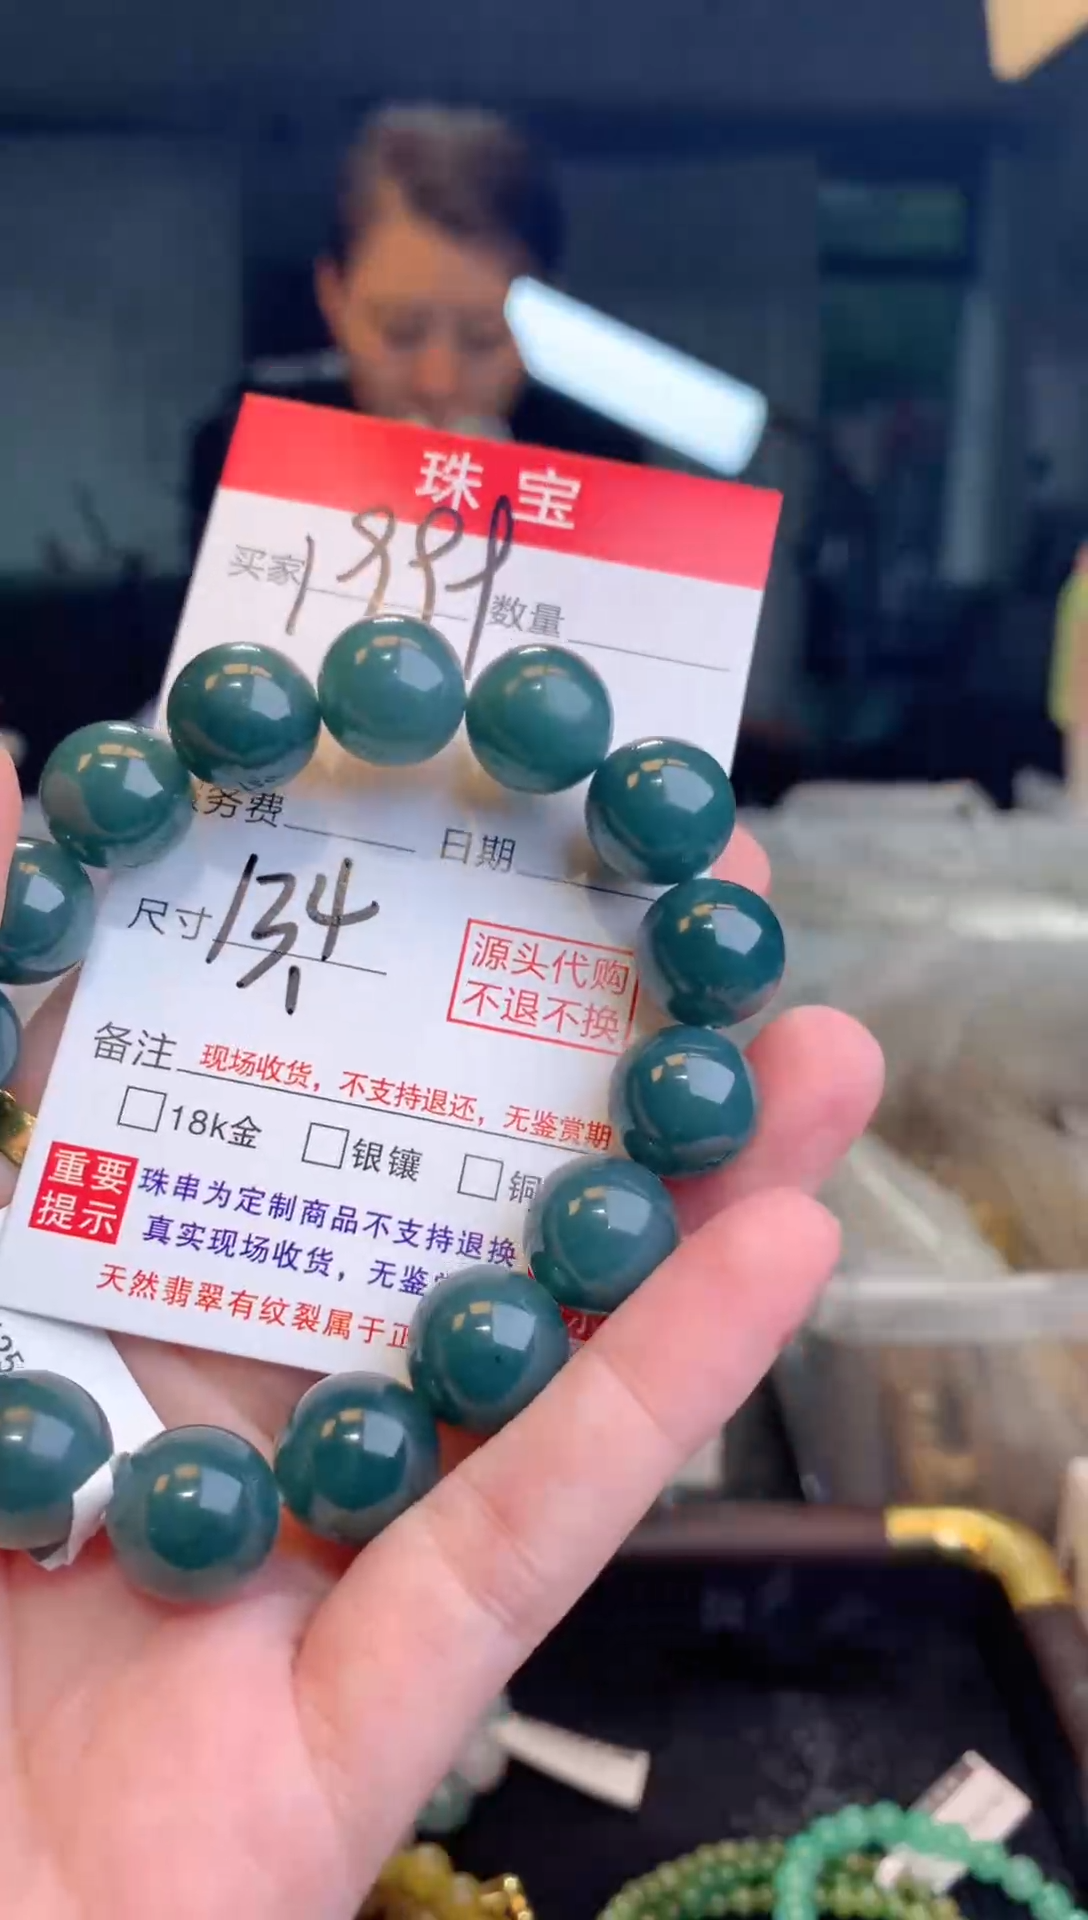 珠宝
买家 1999 数量
务费 日期
尺寸 13.4
源头代购
不退不换
备注 现场收货，不支持退还，无鉴赏期
18k金 银镶 铜
重要提示
珠串为定制商品不支持退换
真实现场收货，无鉴
天然翡翠有纹裂属于正